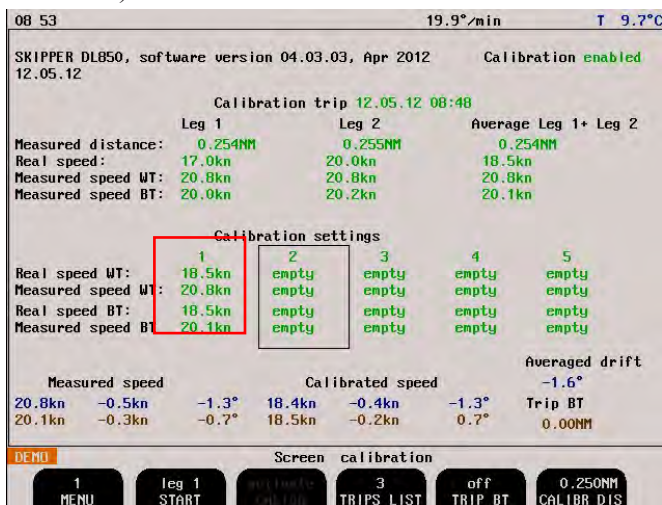 08 53 19.9°/min T 9.7°C
SKIPPER DL850, software version 04.03.03, Apr 2012 Calibration enabled
12.05.12
Calibration trip 12.05.12 08:48
Leg 1 Leg 2 Average Leg 1+ Leg 2
Measured distance: 0.254NM 0.255NM 0.254NM
Real speed: 17.0kn 20.0kn 18.5kn
Measured speed WT: 20.8kn 20.8kn 20.8kn
Measured speed BT: 20.0kn 20.2kn 20.1kn
Calibration settings
1 2 3 4 5
Real speed WT: 18.5kn empty empty empty empty
Measured speed WT: 20.8kn empty empty empty empty
Real speed BT: 18.5kn empty empty empty empty
Measured speed BT 20.1kn empty empty empty empty
Averaged drift
Measured speed Calibrated speed -1.6°
20.8kn -0.5kn -1.3° 18.4kn -0.4kn -1.3° Trip BT
20.1kn -0.3kn -0.7° 18.5kn -0.2kn 0.7° 0.00NM
DEMO Screen calibration
1 leg 1 3 off 0.250NM
MENU START TRIPS LIST TRIP BT CALIBR DIS